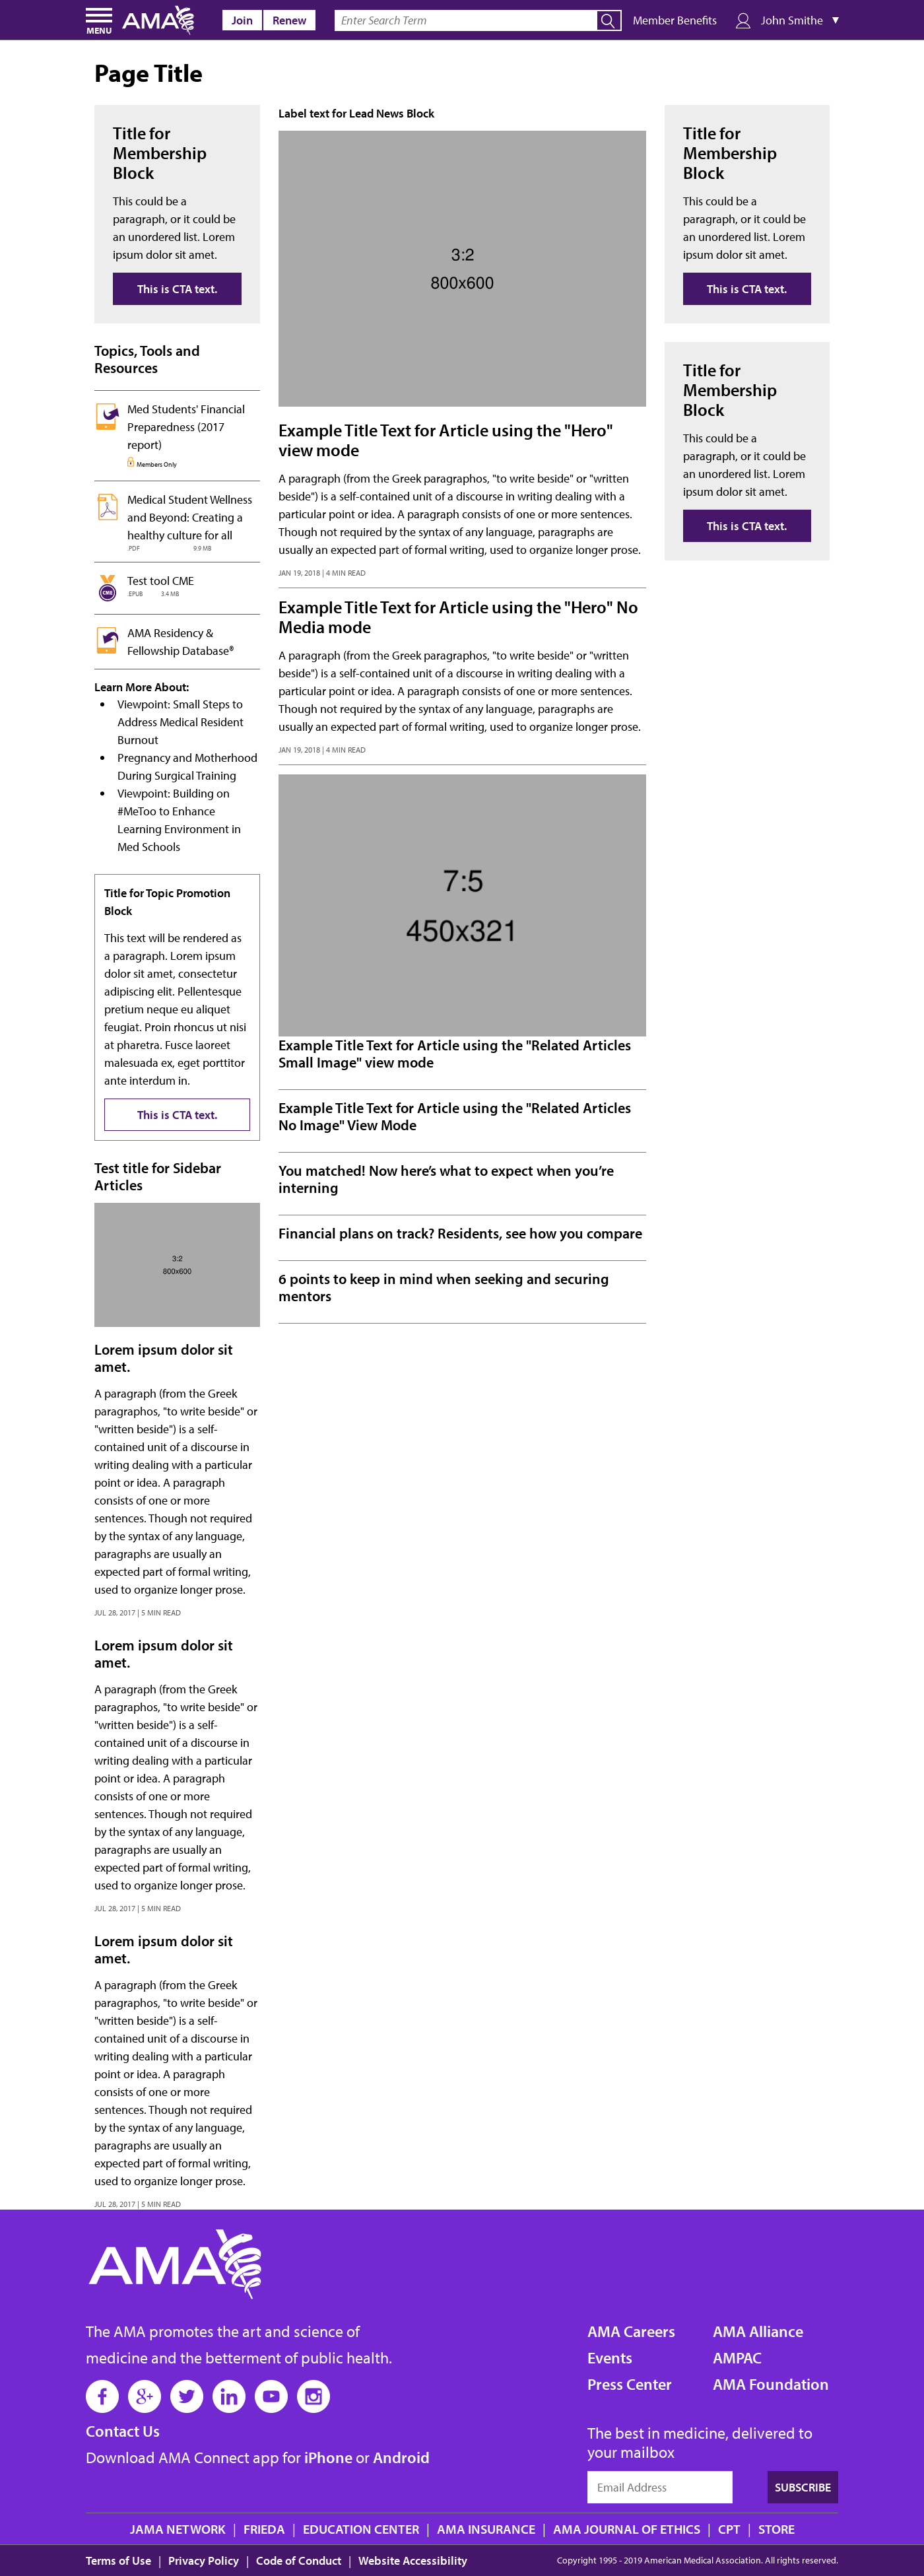 MENU
AMA
Join
Renew
Enter Search Term
Member Benefits
John Smithe
Page Title
Title for
Membership
Block
This could be a
paragraph, or it could be
an unordered list. Lorem
ipsum dolor sit amet.
This is CTA text.
Topics, Tools and
Resources
Med Students' Financial
Preparedness (2017
report)
Members Only
Medical Student Wellness
and Beyond: Creating a
healthy culture for all
.PDF 9.9 MB
CME
Test tool CME
.EPUB 3.4 MB
AMA Residency &
Fellowship Database®
Learn More About:
• Viewpoint: Small Steps to
Address Medical Resident
Burnout
• Pregnancy and Motherhood
During Surgical Training
• Viewpoint: Building on
#MeToo to Enhance
Learning Environment in
Med Schools
Title for Topic Promotion
Block
This text will be rendered as
a paragraph. Lorem ipsum
dolor sit amet, consectetur
adipiscing elit. Pellentesque
pretium neque eu aliquet
feugiat. Proin rhoncus ut nisi
at pharetra. Fusce laoreet
malesuada ex, eget porttitor
ante interdum in.
This is CTA text.
Test title for Sidebar
Articles
3:2
800x600
Lorem ipsum dolor sit
amet.
A paragraph (from the Greek
paragraphos, "to write beside" or
"written beside") is a self-
contained unit of a discourse in
writing dealing with a particular
point or idea. A paragraph
consists of one or more
sentences. Though not required
by the syntax of any language,
paragraphs are usually an
expected part of formal writing,
used to organize longer prose.
JUL 28, 2017 | 5 MIN READ
Lorem ipsum dolor sit
amet.
A paragraph (from the Greek
paragraphos, "to write beside" or
"written beside") is a self-
contained unit of a discourse in
writing dealing with a particular
point or idea. A paragraph
consists of one or more
sentences. Though not required
by the syntax of any language,
paragraphs are usually an
expected part of formal writing,
used to organize longer prose.
JUL 28, 2017 | 5 MIN READ
Lorem ipsum dolor sit
amet.
A paragraph (from the Greek
paragraphos, "to write beside" or
"written beside") is a self-
contained unit of a discourse in
writing dealing with a particular
point or idea. A paragraph
consists of one or more
sentences. Though not required
by the syntax of any language,
paragraphs are usually an
expected part of formal writing,
used to organize longer prose.
JUL 28, 2017 | 5 MIN READ
Label text for Lead News Block
3:2
800x600
Example Title Text for Article using the "Hero"
view mode
A paragraph (from the Greek paragraphos, "to write beside" or "written
beside") is a self-contained unit of a discourse in writing dealing with a
particular point or idea. A paragraph consists of one or more sentences.
Though not required by the syntax of any language, paragraphs are
usually an expected part of formal writing, used to organize longer prose.
JAN 19, 2018 | 4 MIN READ
Example Title Text for Article using the "Hero" No
Media mode
A paragraph (from the Greek paragraphos, "to write beside" or "written
beside") is a self-contained unit of a discourse in writing dealing with a
particular point or idea. A paragraph consists of one or more sentences.
Though not required by the syntax of any language, paragraphs are
usually an expected part of formal writing, used to organize longer prose.
JAN 19, 2018 | 4 MIN READ
7:5
450x321
Example Title Text for Article using the "Related Articles
Small Image" view mode
Example Title Text for Article using the "Related Articles
No Image" View Mode
You matched! Now here’s what to expect when you’re
interning
Financial plans on track? Residents, see how you compare
6 points to keep in mind when seeking and securing
mentors
Title for
Membership
Block
This could be a
paragraph, or it could be
an unordered list. Lorem
ipsum dolor sit amet.
This is CTA text.
Title for
Membership
Block
This could be a
paragraph, or it could be
an unordered list. Lorem
ipsum dolor sit amet.
This is CTA text.
AMA
The AMA promotes the art and science of
medicine and the betterment of public health.
Contact Us
Download AMA Connect app for iPhone or Android
AMA Careers
Events
Press Center
AMA Alliance
AMPAC
AMA Foundation
The best in medicine, delivered to
your mailbox
Email Address
SUBSCRIBE
JAMA NETWORK | FRIEDA | EDUCATION CENTER | AMA INSURANCE | AMA JOURNAL OF ETHICS | CPT | STORE
Terms of Use | Privacy Policy | Code of Conduct | Website Accessibility
Copyright 1995 - 2019 American Medical Association. All rights reserved.